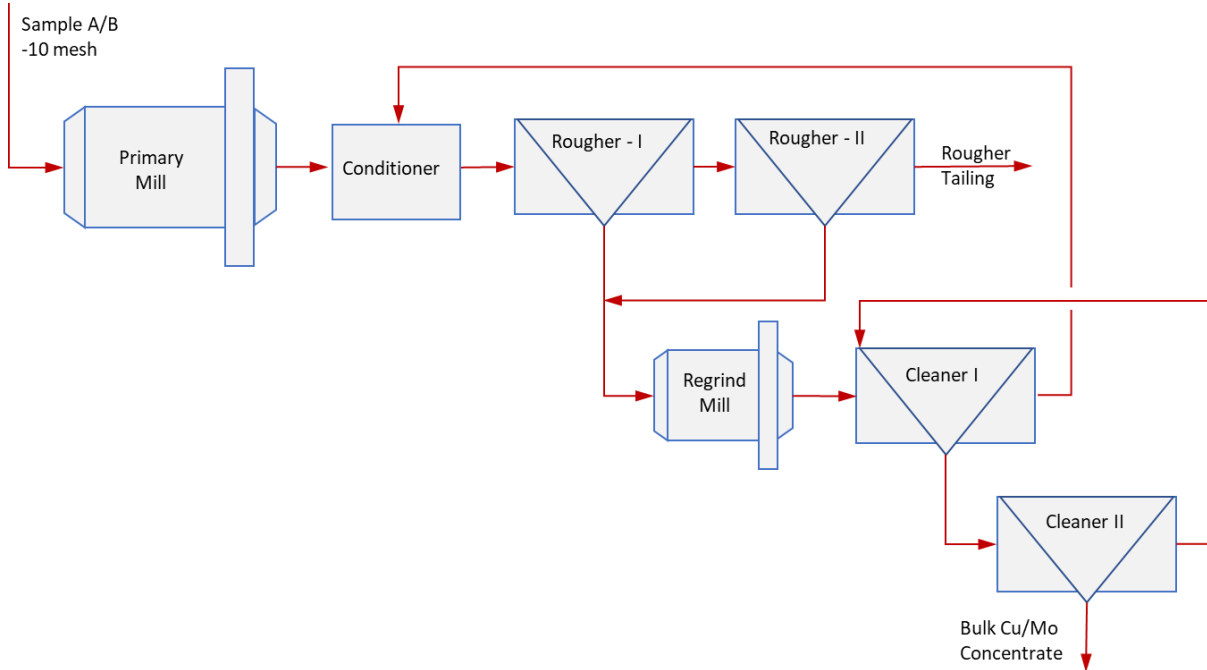 Sample A/B
-10 mesh
Primary
Mill
Conditioner
Rougher - I
Rougher - II
Rougher
Tailing
Regrind
Mill
Cleaner I
Cleaner II
Bulk Cu/Mo
Concentrate